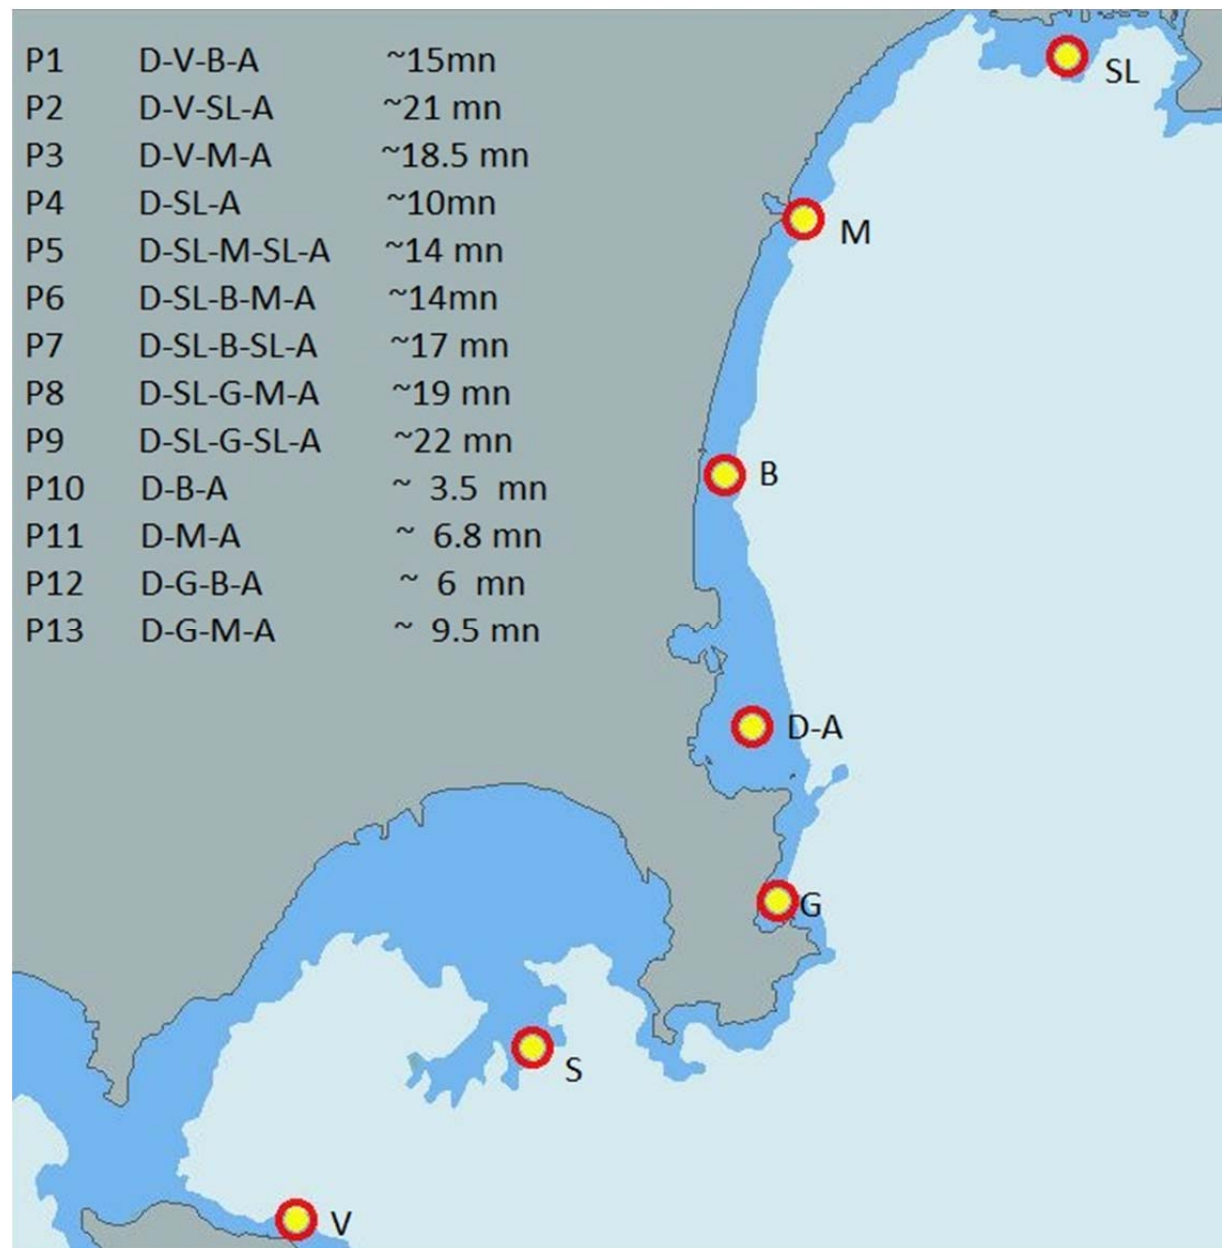 P1 D-V-B-A ~15mn
P2 D-V-SL-A ~21 mn
P3 D-V-M-A ~18.5 mn
P4 D-SL-A ~10mn
P5 D-SL-M-SL-A ~14 mn
P6 D-SL-B-M-A ~14mn
P7 D-SL-B-SL-A ~17 mn
P8 D-SL-G-M-A ~19 mn
P9 D-SL-G-SL-A ~22 mn
P10 D-B-A ~ 3.5 mn
P11 D-M-A ~ 6.8 mn
P12 D-G-B-A ~ 6 mn
P13 D-G-M-A ~ 9.5 mn
SL
M
B
D-A
G
S
V